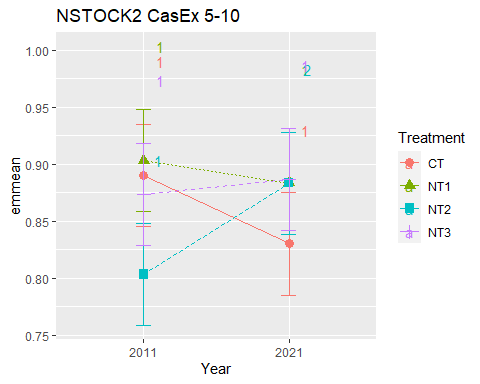 NSTOCK2 CasEx 5-10
1.00
0.95
0.90
0.85
0.80
0.75
emmean
1
1
1
1
1
2
1
2011
2021
Year
Treatment
a CT
a NT1
a NT2
a NT3